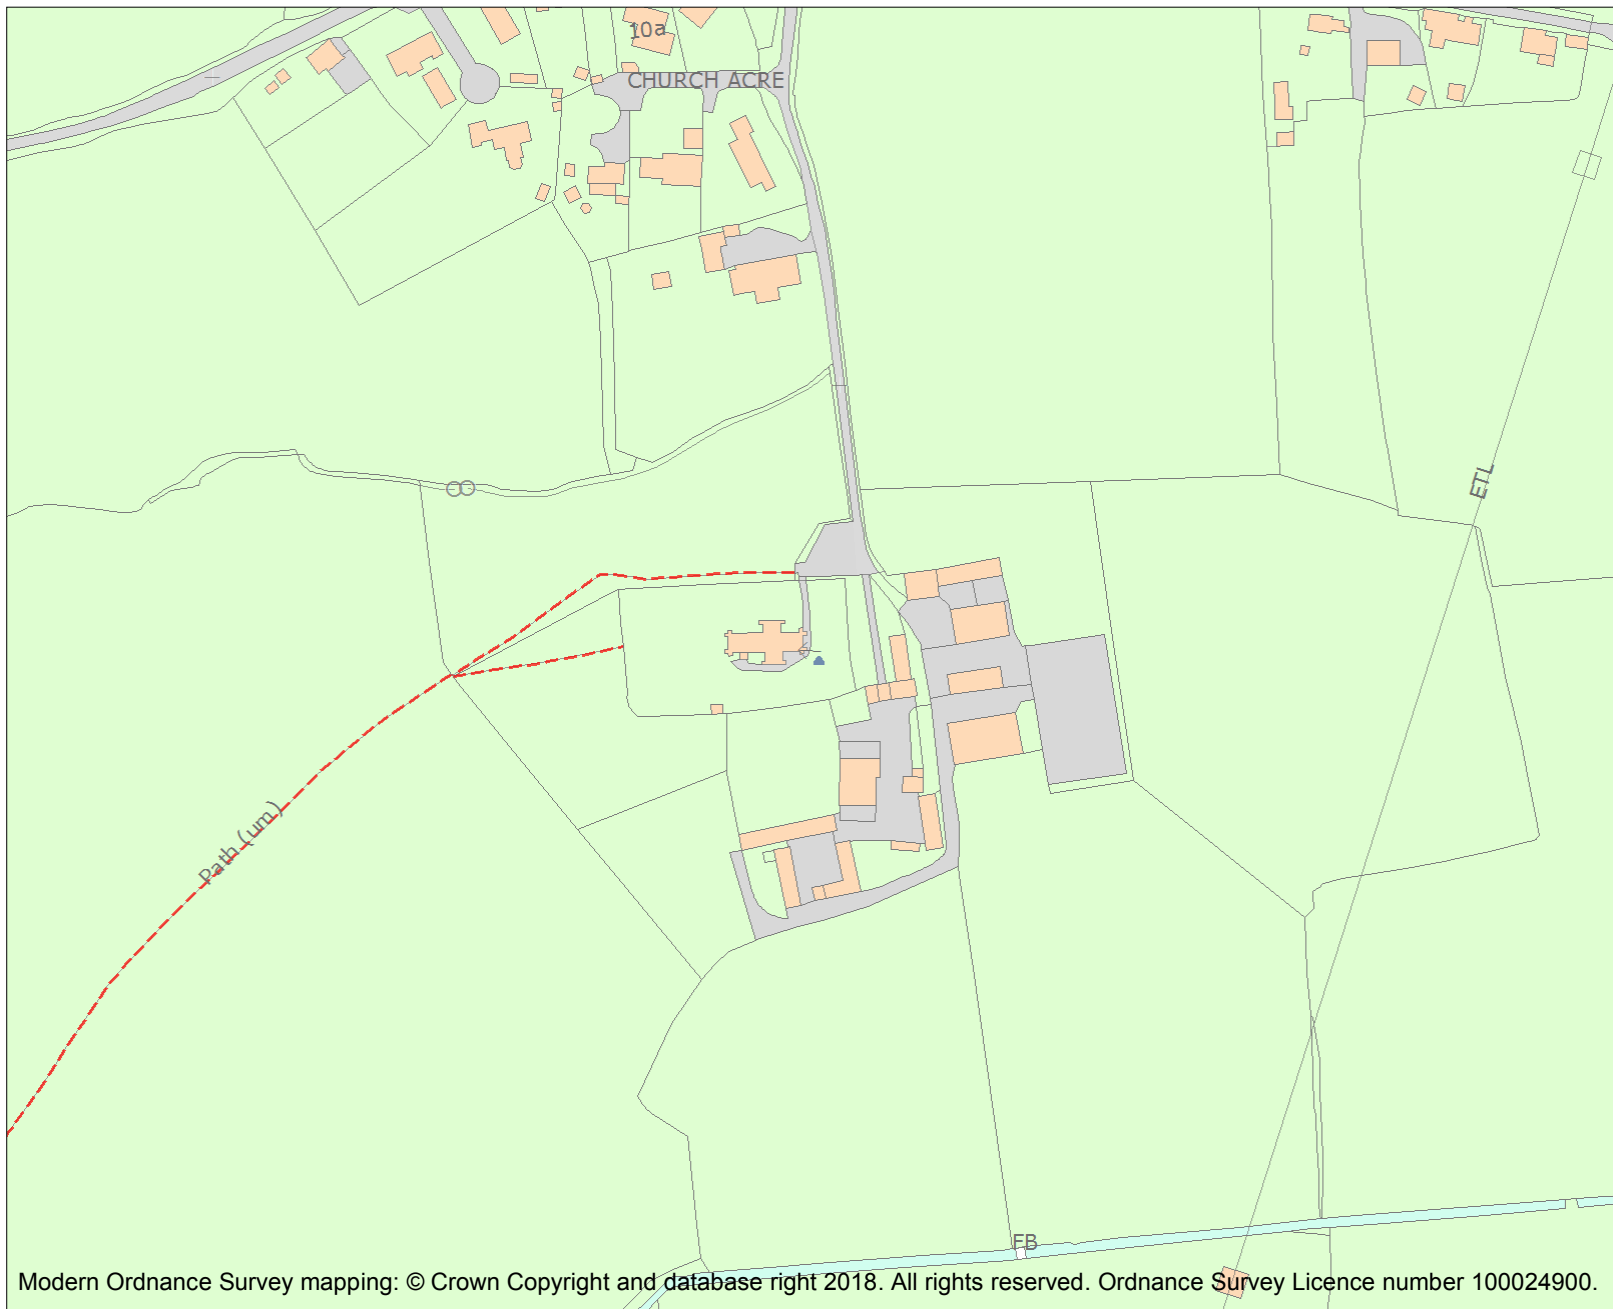 10a
CHURCH ACRE
ETL
Path (um)
FB
Modern Ordnance Survey mapping: © Crown Copyright and database right 2018. All rights reserved. Ordnance Survey Licence number 100024900.